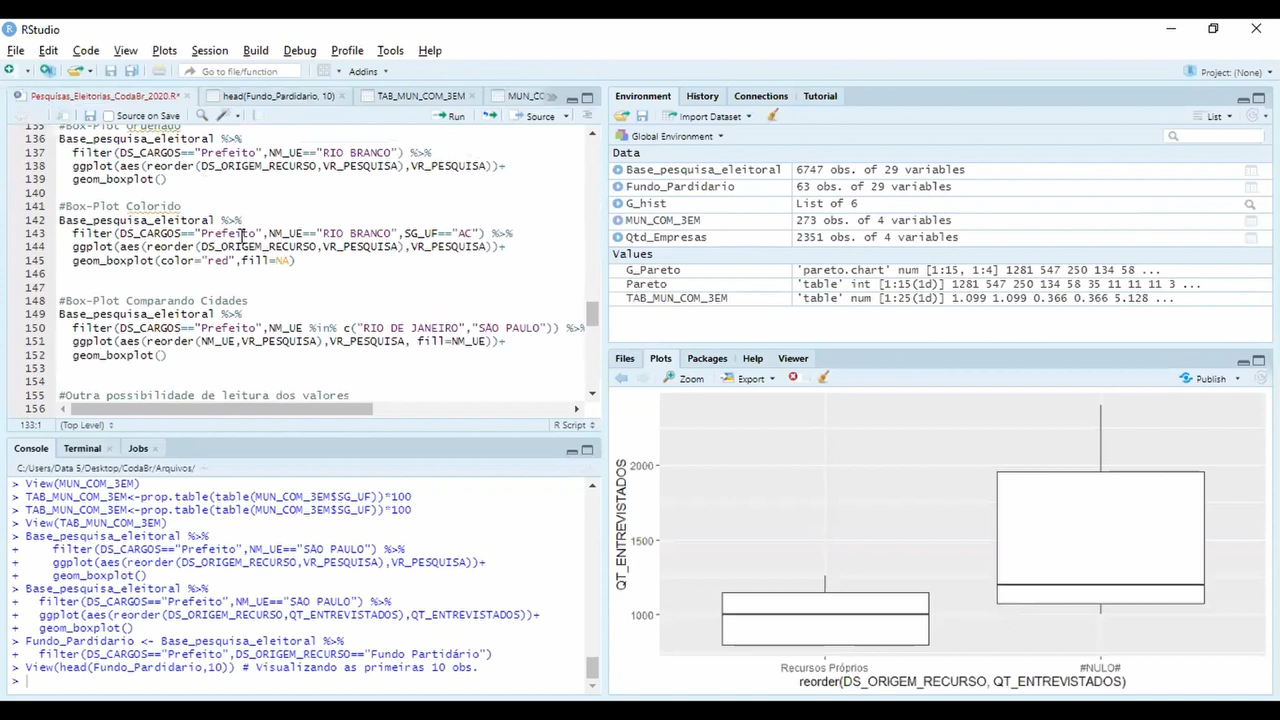 RStudio
File Edit Code View Plots Session Build Debug Profile Tools Help
Go to file/function Addins Project: (None)
Pesquisas_Eleitorias_CodaBr_2020.R* head(Fundo_Pardidario, 10) TAB_MUN_COM_3EM MUN_CC
Source on Save Run Source
135 #Box-Plot Ordenado
136 Base_pesquisa_eleitoral %>%
137 filter(DS_CARGOS=="Prefeito",NM_UE=="RIO BRANCO") %>%
138 ggplot(aes(reorder(DS_ORIGEM_RECURSO,VR_PESQUISA),VR_PESQUISA))+
139 geom_boxplot()
140
141 #Box-Plot Colorido
142 Base_pesquisa_eleitoral %>%
143 filter(DS_CARGOS=="Prefeito",NM_UE=="RIO BRANCO",SG_UF=="AC") %>%
144 ggplot(aes(reorder(DS_ORIGEM_RECURSO,VR_PESQUISA),VR_PESQUISA))+
145 geom_boxplot(color="red",fill=NA)
146
147
148 #Box-Plot Comparando Cidades
149 Base_pesquisa_eleitoral %>%
150 filter(DS_CARGOS=="Prefeito",NM_UE %in% c("RIO DE JANEIRO","SÃO PAULO")) %>%
151 ggplot(aes(reorder(NM_UE,VR_PESQUISA),VR_PESQUISA, fill=NM_UE))+
152 geom_boxplot()
153
154
155 #Outra possibilidade de leitura dos valores
156
133:1 (Top Level) R Script
Console Terminal Jobs
C:/Users/Data 5/Desktop/CodaBr/Arquivos/
> View(MUN_COM_3EM)
> TAB_MUN_COM_3EM<-prop.table(table(MUN_COM_3EM$SG_UF))*100
> TAB_MUN_COM_3EM<-prop.table(table(MUN_COM_3EM$SG_UF))*100
> View(TAB_MUN_COM_3EM)
> Base_pesquisa_eleitoral %>%
+ filter(DS_CARGOS=="Prefeito",NM_UE=="SÃO PAULO") %>%
+ ggplot(aes(reorder(DS_ORIGEM_RECURSO,VR_PESQUISA),VR_PESQUISA))+
+ geom_boxplot()
> Base_pesquisa_eleitoral %>%
+ filter(DS_CARGOS=="Prefeito",NM_UE=="SÃO PAULO") %>%
+ ggplot(aes(reorder(DS_ORIGEM_RECURSO,QT_ENTREVISTADOS),QT_ENTREVISTADOS))+
+ geom_boxplot()
> Fundo_Pardidario <- Base_pesquisa_eleitoral %>%
+ filter(DS_CARGOS=="Prefeito",DS_ORIGEM_RECURSO=="Fundo Partidário")
> View(head(Fundo_Pardidario,10)) # Visualizando as primeiras 10 obs.
>
Environment History Connections Tutorial
Import Dataset List
Global Environment
Data
Base_pesquisa_eleitoral 6747 obs. of 29 variables
Fundo_Pardidario 63 obs. of 29 variables
G_hist List of 6
MUN_COM_3EM 273 obs. of 4 variables
Qtd_Empresas 2351 obs. of 4 variables
Values
G_Pareto 'pareto.chart' num [1:15, 1:4] 1281 547 250 134 58 ...
Pareto 'table' int [1:15(1d)] 1281 547 250 134 58 35 11 11 11 3 ...
TAB_MUN_COM_3EM 'table' num [1:25(1d)] 1.099 1.099 0.366 0.366 5.128 ...
Files Plots Packages Help Viewer
Zoom Export Publish
QT_ENTREVISTADOS
2000
1500
1000
Recursos Próprios #NULO#
reorder(DS_ORIGEM_RECURSO, QT_ENTREVISTADOS)